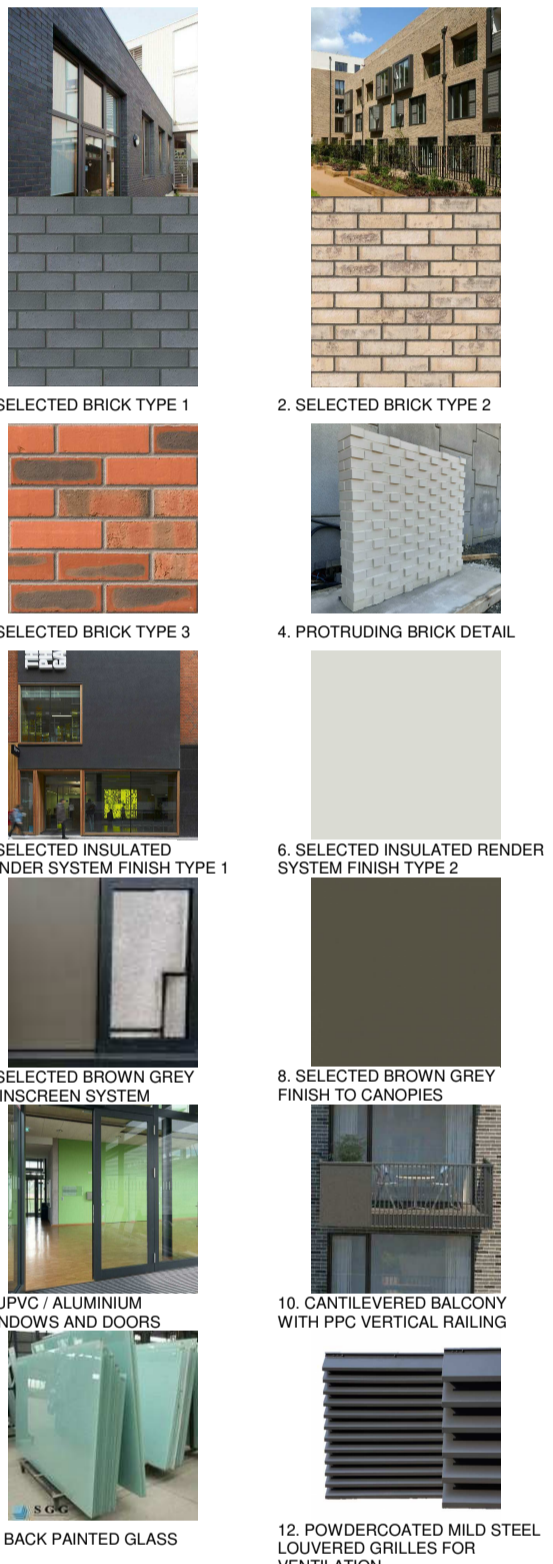 SELECTED BRICK TYPE 1
2. SELECTED BRICK TYPE 2
SELECTED BRICK TYPE 3
4. PROTRUDING BRICK DETAIL
SELECTED INSULATED
NDER SYSTEM FINISH TYPE 1
6. SELECTED INSULATED RENDER
SYSTEM FINISH TYPE 2
SELECTED BROWN GREY
INSCREEN SYSTEM
8. SELECTED BROWN GREY
FINISH TO CANOPIES
UPVC / ALUMINIUM
NDOWS AND DOORS
10. CANTILEVERED BALCONY
WITH PPC VERTICAL RAILING
SGG
BACK PAINTED GLASS
12. POWDERCOATED MILD STEEL
LOUVERED GRILLES FOR
VENTILATION